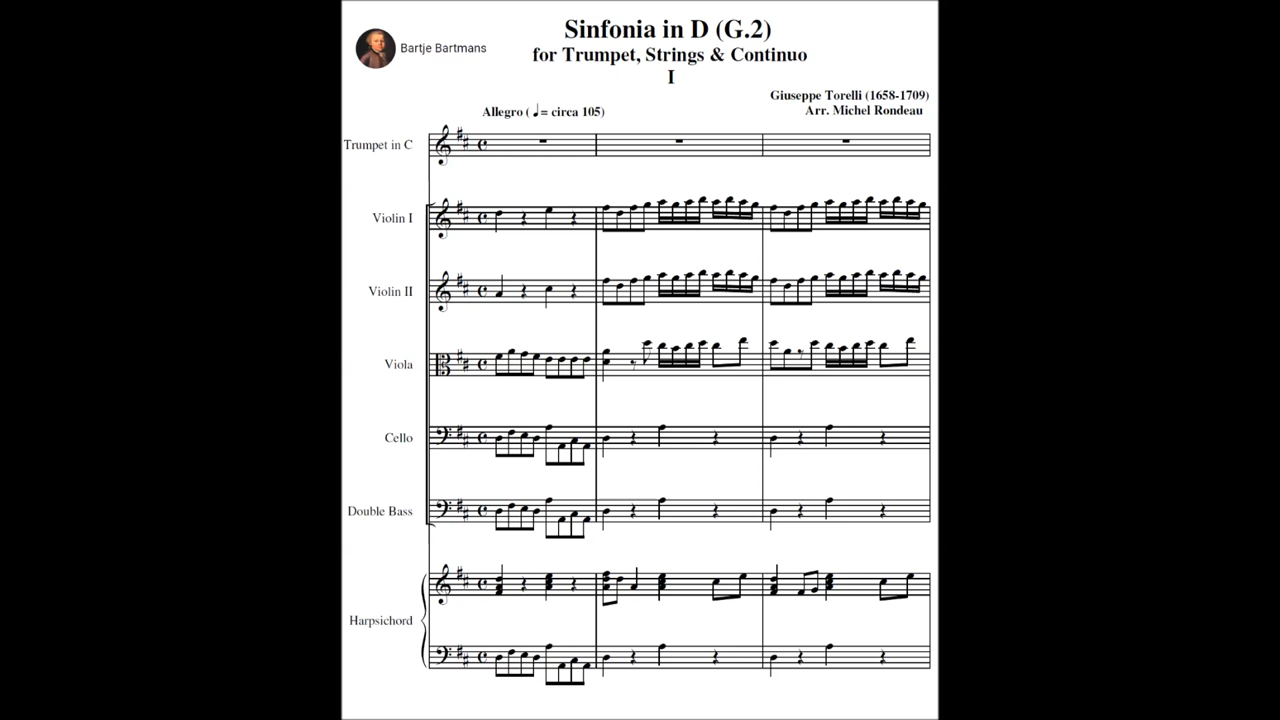 Sinfonia in D (G.2)
Bartje Bartmans
for Trumpet, Strings & Continuo
I
Giuseppe Torelli (1658-1709)
Allegro ( ♩= circa 105)
Arr. Michel Rondeau
Trumpet in C
Violin I
Violin II
Viola
Cello
Double Bass
Harpsichord